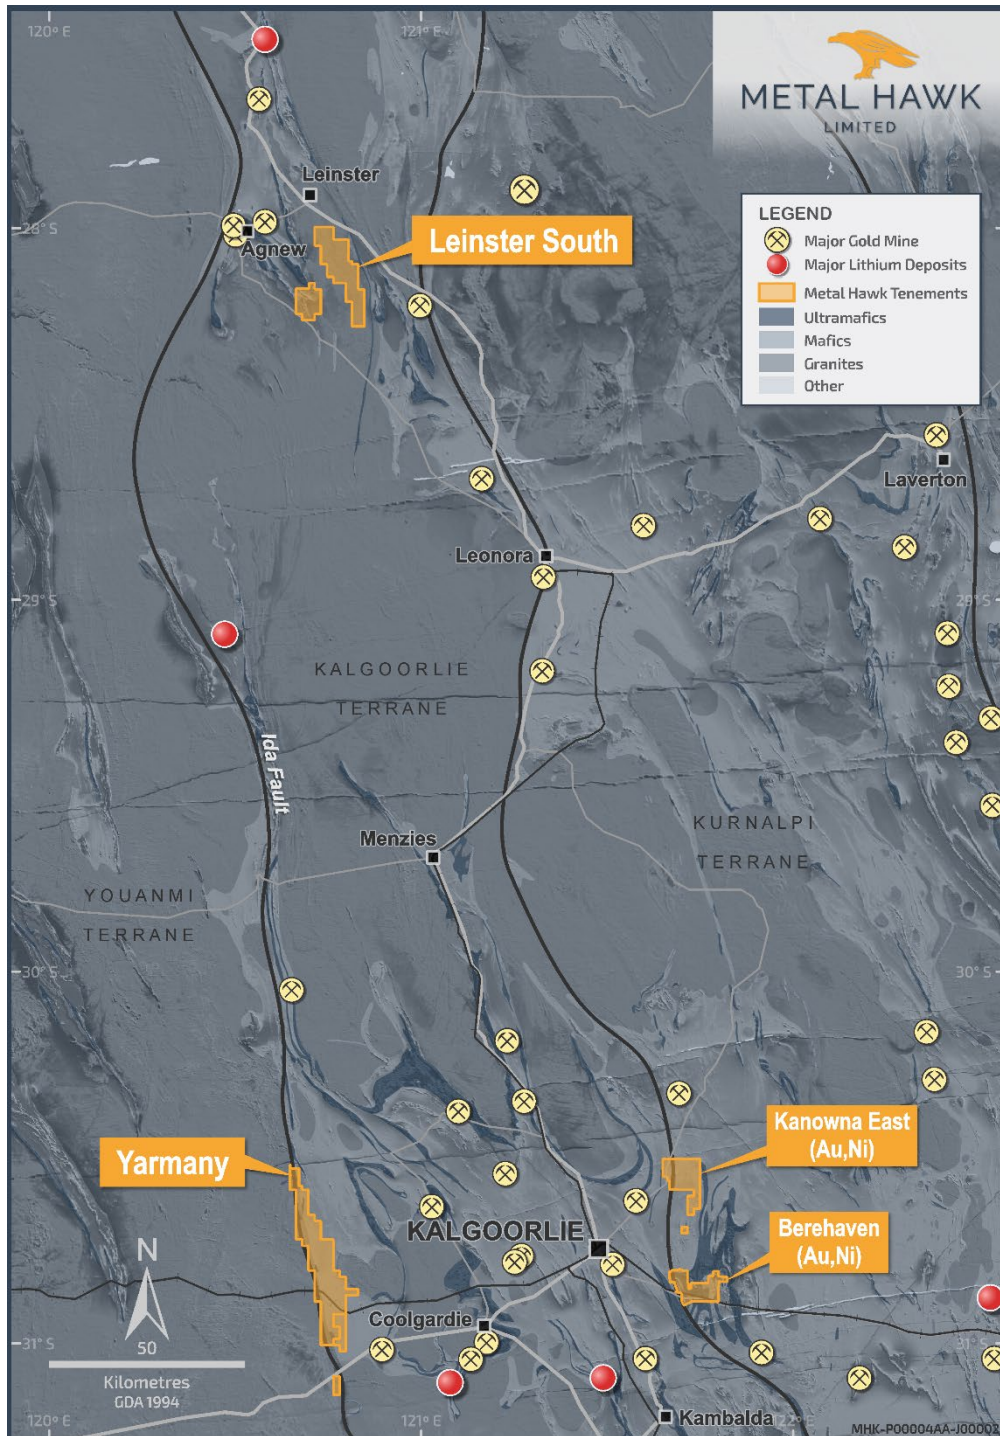 120° E
121° E
METAL HAWK
LIMITED
Leinster
LEGEND
Major Gold Mine
Major Lithium Deposits
Metal Hawk Tenements
Ultramafics
Mafics
Granites
Other
28° S
Agnew
Leinster South
Laverton
Leonora
29° S
29° S
KALGOORLIE
TERRANE
Ida Fault
KURNALPI
TERRANE
Menzies
YOUANMI
TERRANE
30° S
30° S
Kanowna East
(Au,Ni)
Yarmany
KALGOORLIE
Berehaven
(Au,Ni)
N
Coolgardie
31° S
31° S
50
Kilometres
GDA 1994
120° E
121° E
Kambalda
122° E
MHK-P00004AA-J00002